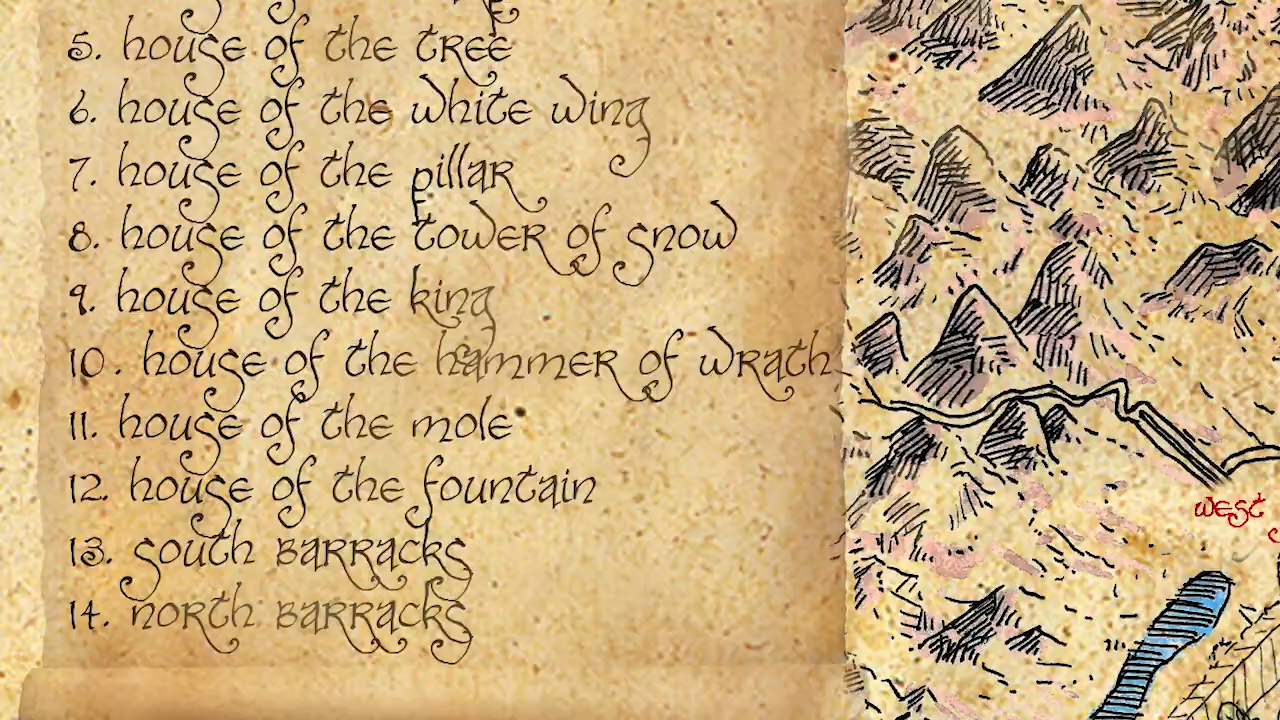 5. house of the tree
6. house of the white wing
7. house of the pillar
8. house of the tower of snow
9. house of the king
10. house of the hammer of wrath
11. house of the mole
12. house of the fountain
13. south barracks
14. north barracks
west